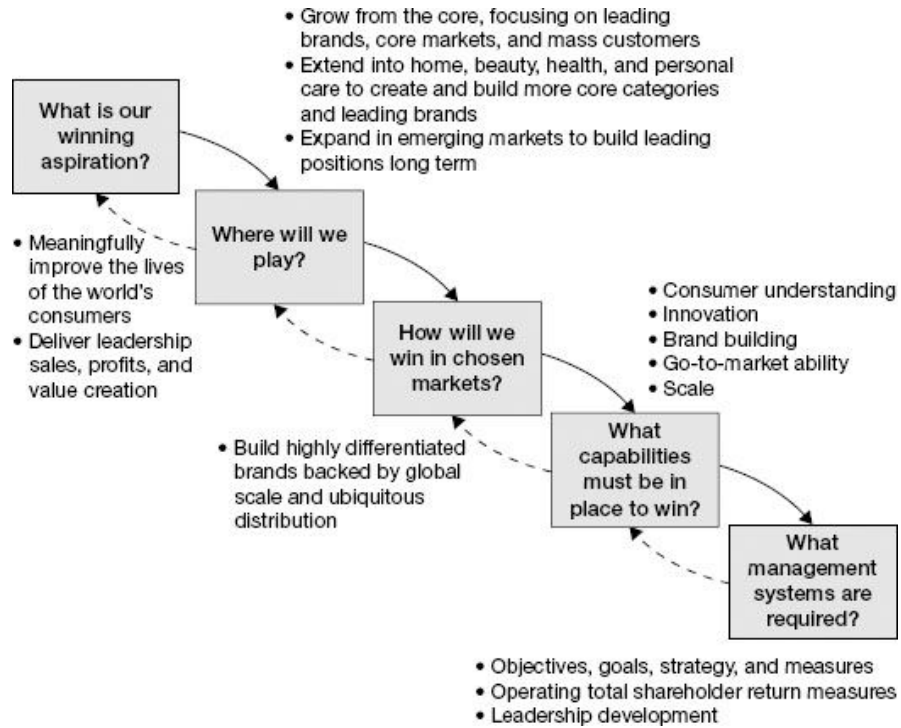 • Grow from the core, focusing on leading
brands, core markets, and mass customers
• Extend into home, beauty, health, and personal
care to create and build more core categories
and leading brands
• Expand in emerging markets to build leading
positions long term
What is our
winning
aspiration?
• Meaningfully
improve the lives
of the world's
consumers
• Deliver leadership
sales, profits, and
value creation
Where will we
play?
How will we
win in chosen
markets?
• Build highly differentiated
brands backed by global
scale and ubiquitous
distribution
• Consumer understanding
• Innovation
• Brand building
• Go-to-market ability
• Scale
What
capabilities
must be in
place to win?
What
management
systems are
required?
• Objectives, goals, strategy, and measures
• Operating total shareholder return measures
• Leadership development